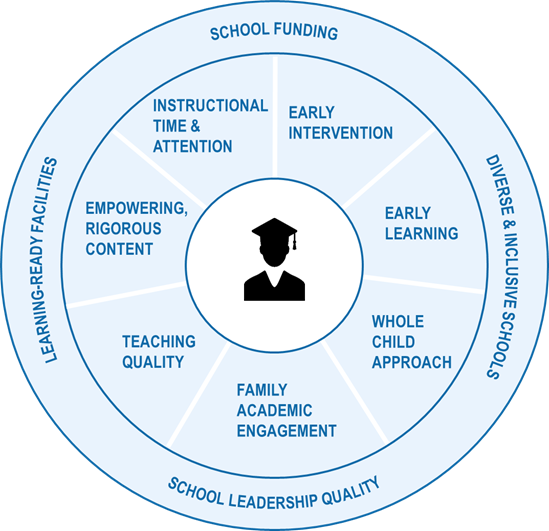 SCHOOL FUNDING
INSTRUCTIONAL
TIME &
ATTENTION
EARLY
INTERVENTION
EMPOWERING,
RIGOROUS
CONTENT
EARLY
LEARNING
LEARNING-READY FACILITIES
DIVERSE & INCLUSIVE SCHOOLS
TEACHING
QUALITY
WHOLE
CHILD
APPROACH
FAMILY
ACADEMIC
ENGAGEMENT
SCHOOL LEADERSHIP QUALITY